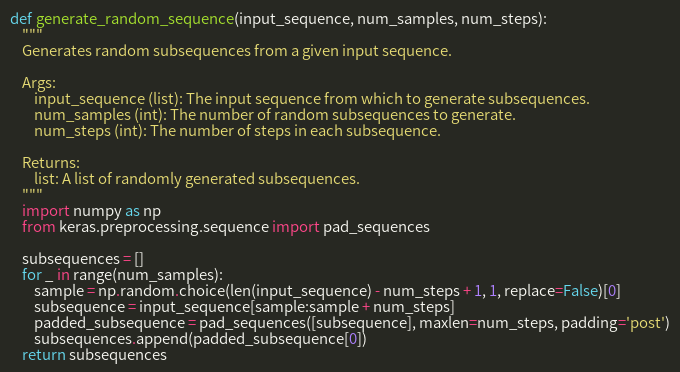 def generate_random_sequence(input_sequence, num_samples, num_steps):
"""
Generates random subsequences from a given input sequence.
Args:
input_sequence (list): The input sequence from which to generate subsequences.
num_samples (int): The number of random subsequences to generate.
num_steps (int): The number of steps in each subsequence.
Returns:
list: A list of randomly generated subsequences.
"""
import numpy as np
from keras.preprocessing.sequence import pad_sequences
subsequences = []
for _ in range(num_samples):
sample = np.random.choice(len(input_sequence) - num_steps + 1, 1, replace=False)[0]
subsequence = input_sequence[sample:sample + num_steps]
padded_subsequence = pad_sequences([subsequence], maxlen=num_steps, padding='post')
subsequences.append(padded_subsequence[0])
return subsequences